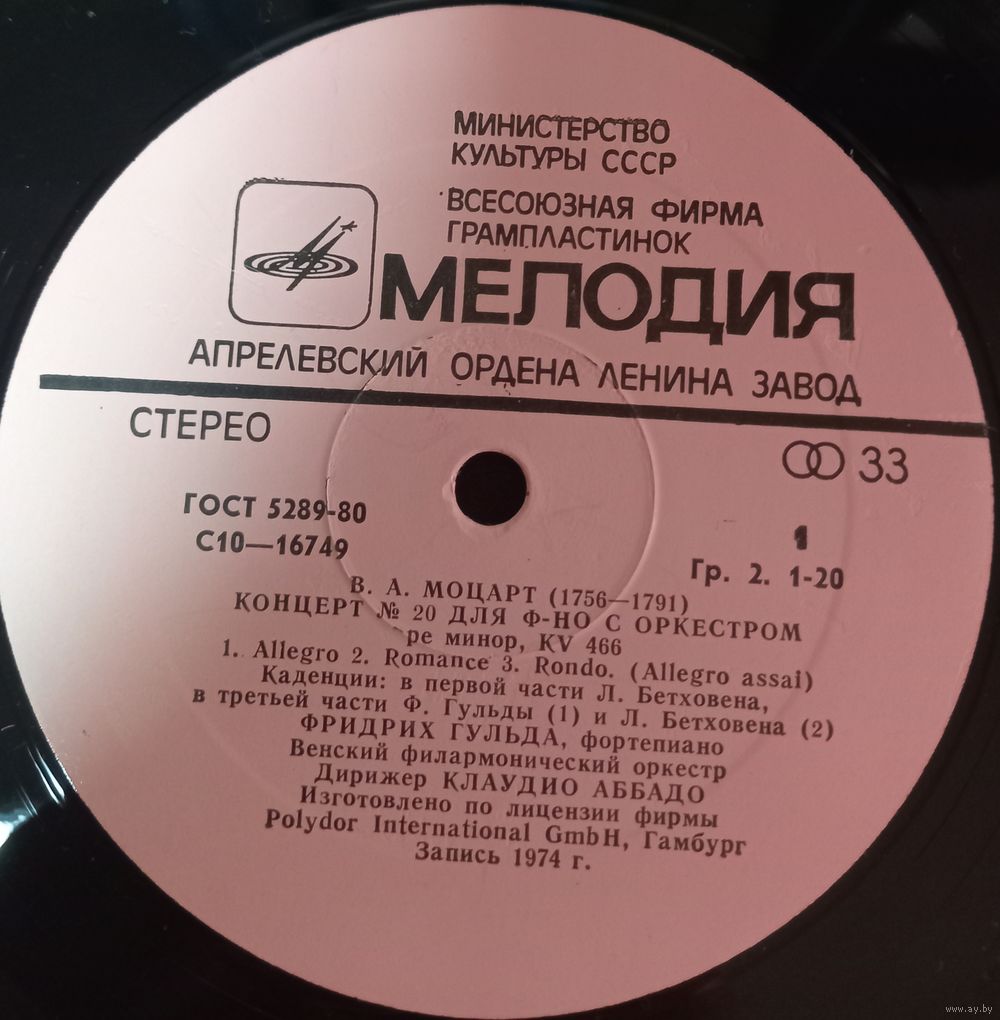 МИНИСТЕРСТВО
КУЛЬТУРЫ СССР
ВСЕСОЮЗНАЯ ФИРМА
ГРАМПЛАСТИНОК
МЕЛОДИЯ
АПРЕЛЕВСКИЙ ОРДЕНА ЛЕНИНА ЗАВОД
СТЕРЕО
33
ГОСТ 5289-80
С10—16749
1
Гр. 2. 1-20
В. А. МОЦАРТ (1756—1791)
КОНЦЕРТ № 20 ДЛЯ Ф-НО С ОРКЕСТРОМ
ре минор, KV 466
1. Allegro 2. Romance 3. Rondo. (Allegro assai)
Каденции: в первой части Л. Бетховена,
в третьей части Ф. Гульды (1) и Л. Бетховена (2)
ФРИДРИХ ГУЛЬДА, фортепиано
Венский филармонический оркестр
Дирижер КЛАУДИО АББАДО
Изготовлено по лицензии фирмы
Polydor International GmbH, Гамбург
Запись 1974 г.
www.ay.by